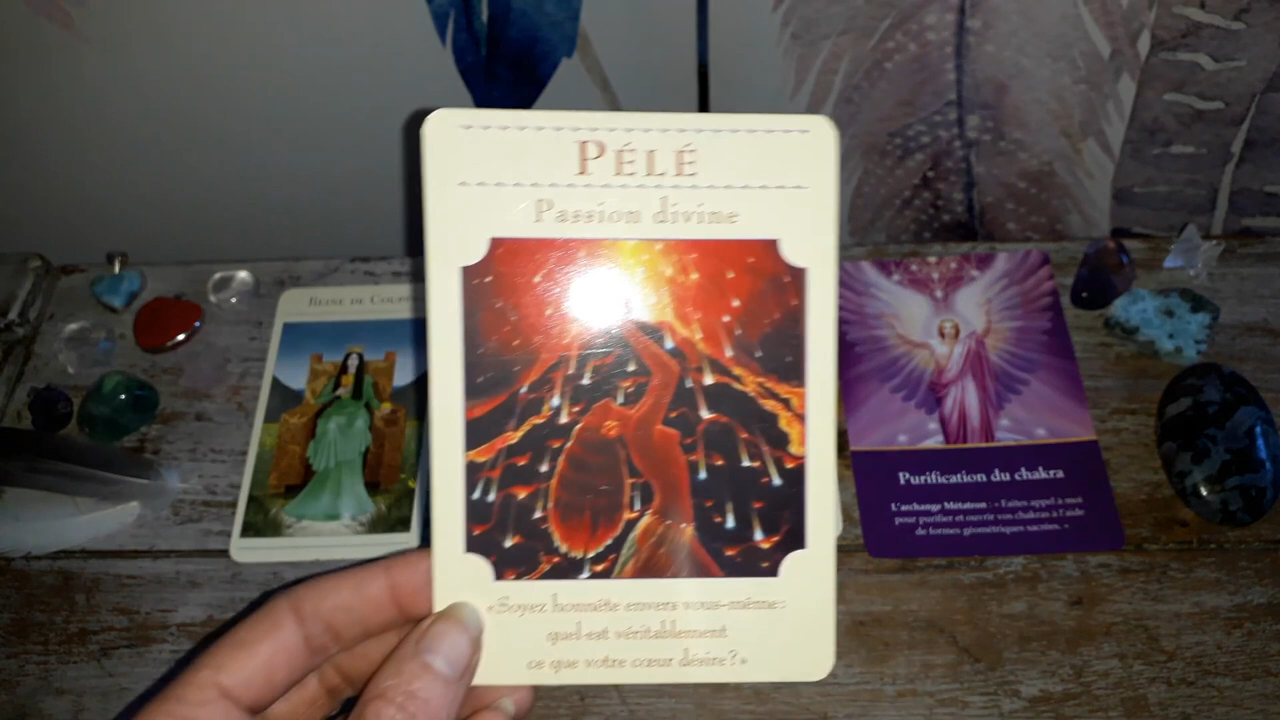 PÉLÉ
Passion divine
«Soyez honnête envers vous-même:
quel est véritablement
ce que votre cœur désire?»
REINE DE COUPE
Purification du chakra
L'archange Métatron : « Faites appel à moi
pour purifier et ouvrir vos chakras à l'aide
de formes géométriques sacrées. »